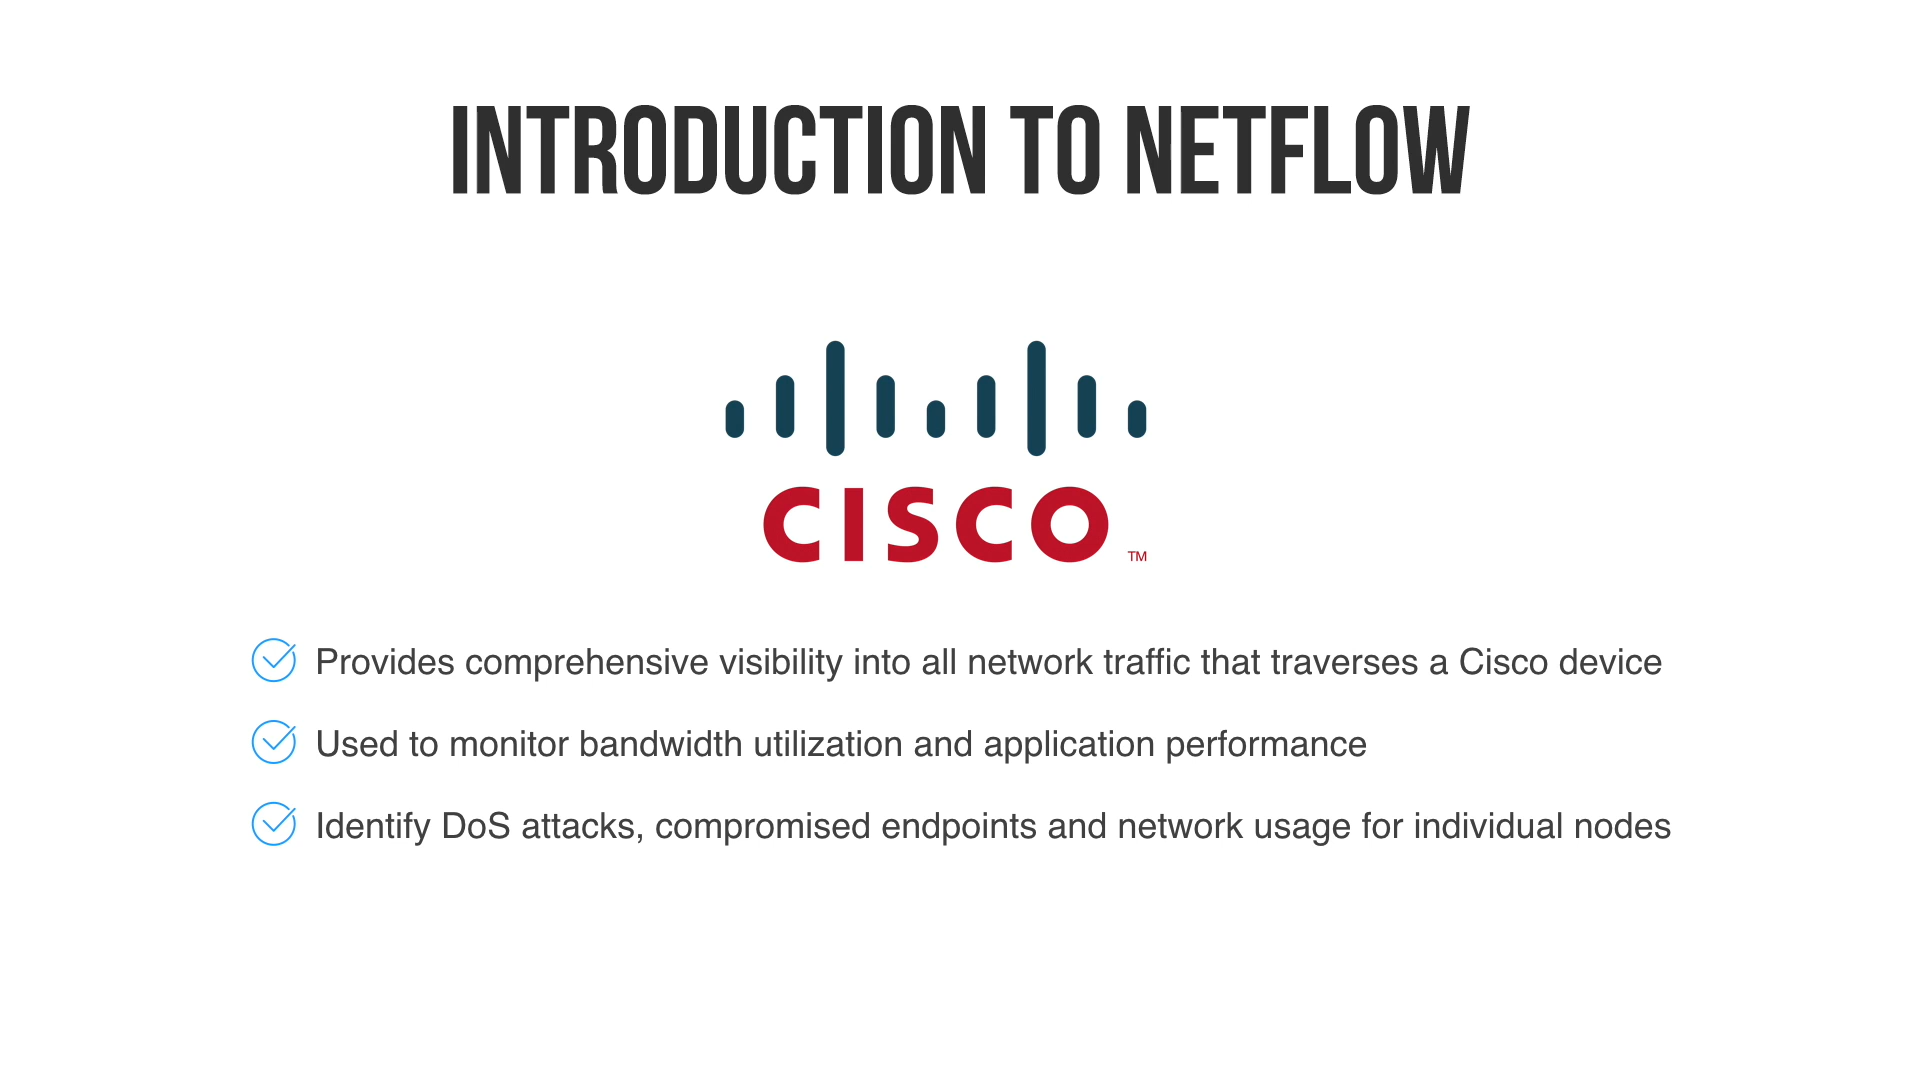 INTRODUCTION TO NETFLOW
CISCO
TM
Provides comprehensive visibility into all network traffic that traverses a Cisco device
Used to monitor bandwidth utilization and application performance
Identify DoS attacks, compromised endpoints and network usage for individual nodes